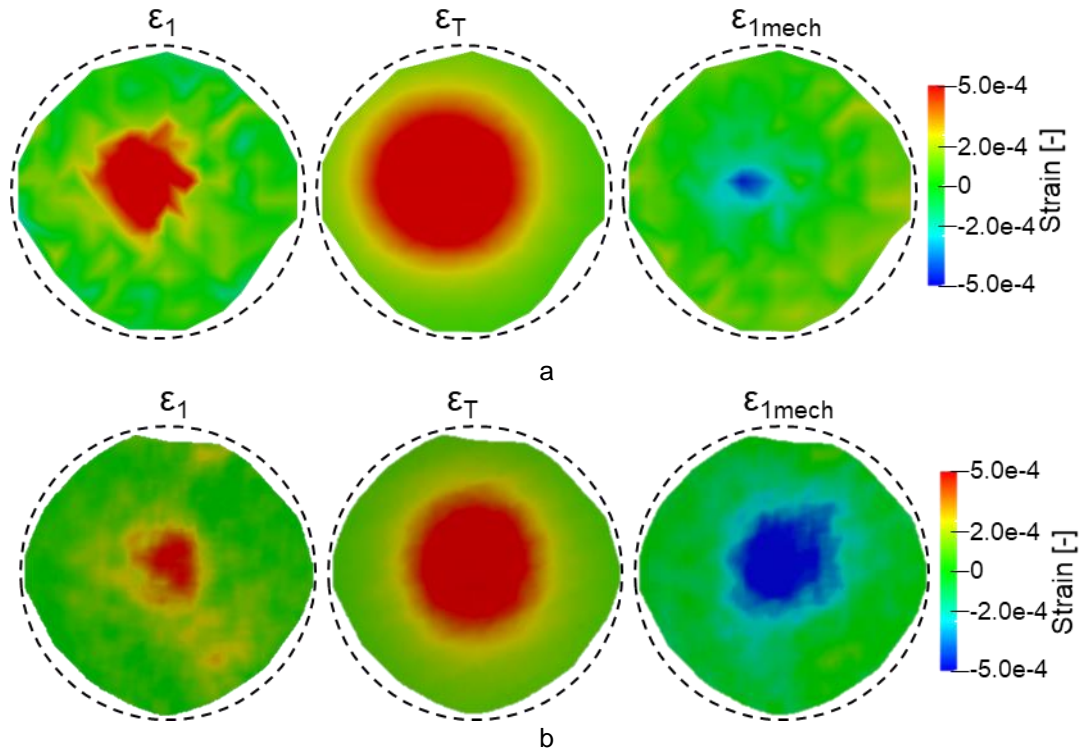 ε1 εT ε1mech
5.0e-4
2.0e-4
0
-2.0e-4
-5.0e-4
Strain [-]
a
ε1 εT ε1mech
5.0e-4
2.0e-4
0
-2.0e-4
-5.0e-4
Strain [-]
b